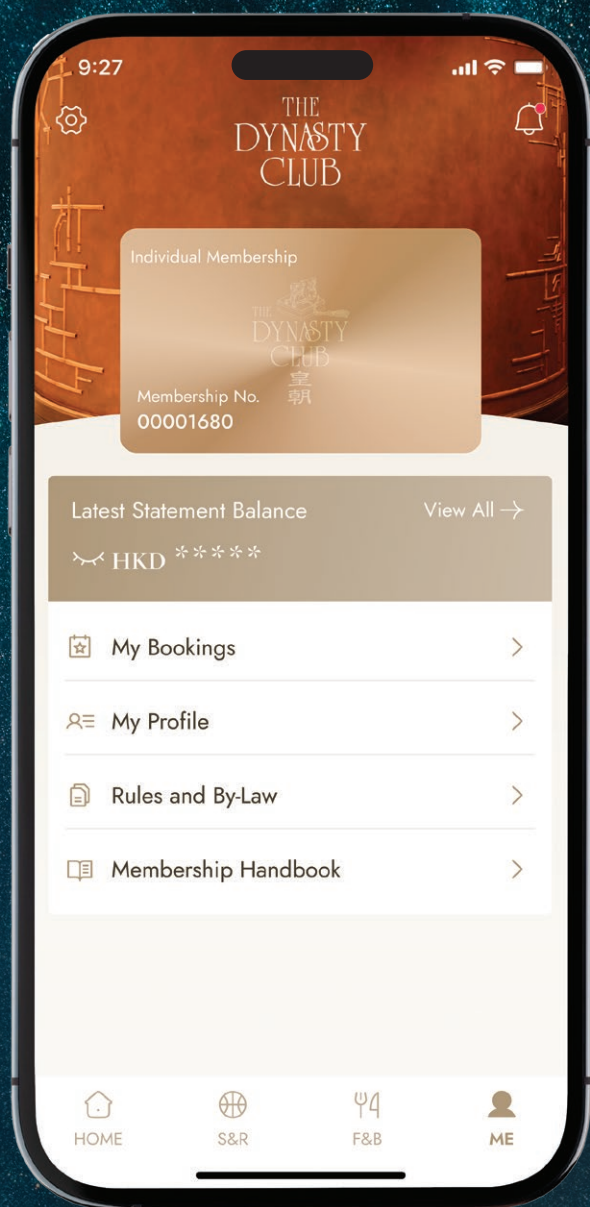 9:27
THE
DYNASTY
CLUB
Individual Membership
THE
DYNASTY
CLUB
皇
朝
Membership No.
00001680
Latest Statement Balance
View All
HKD *****
My Bookings
My Profile
Rules and By-Law
Membership Handbook
HOME
S&R
F&B
ME